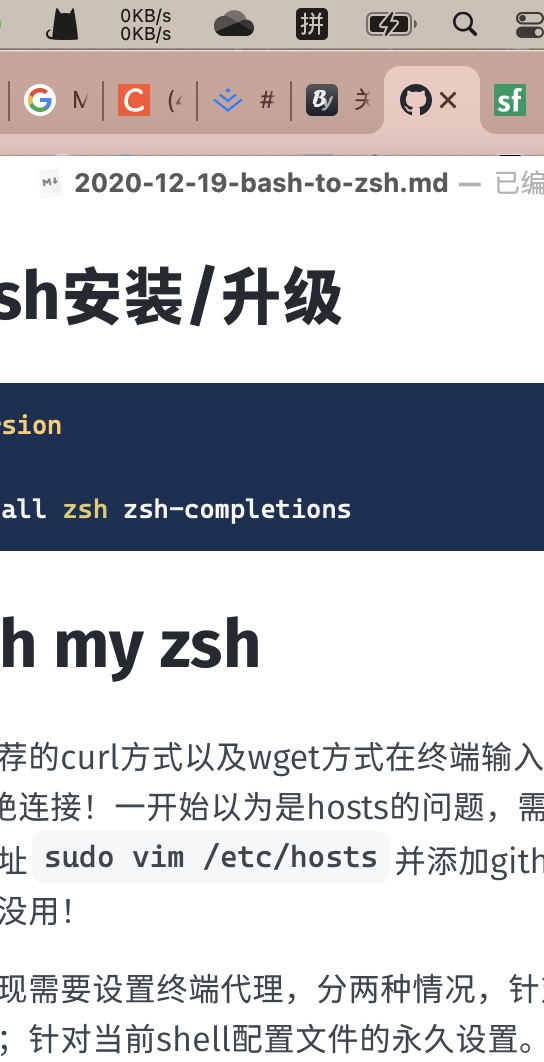 0KB/s
0KB/s
拼
G M C (4 # By 关 sf
M↓ 2020-12-19-bash-to-zsh.md — 已编
sh安装/升级
rsion
all zsh zsh-completions
h my zsh
荐的curl方式以及wget方式在终端输入
绝连接！一开始以为是hosts的问题，需
址 sudo vim /etc/hosts 并添加gith
没用！
现需要设置终端代理，分两种情况，针对
；针对当前shell配置文件的永久设置。